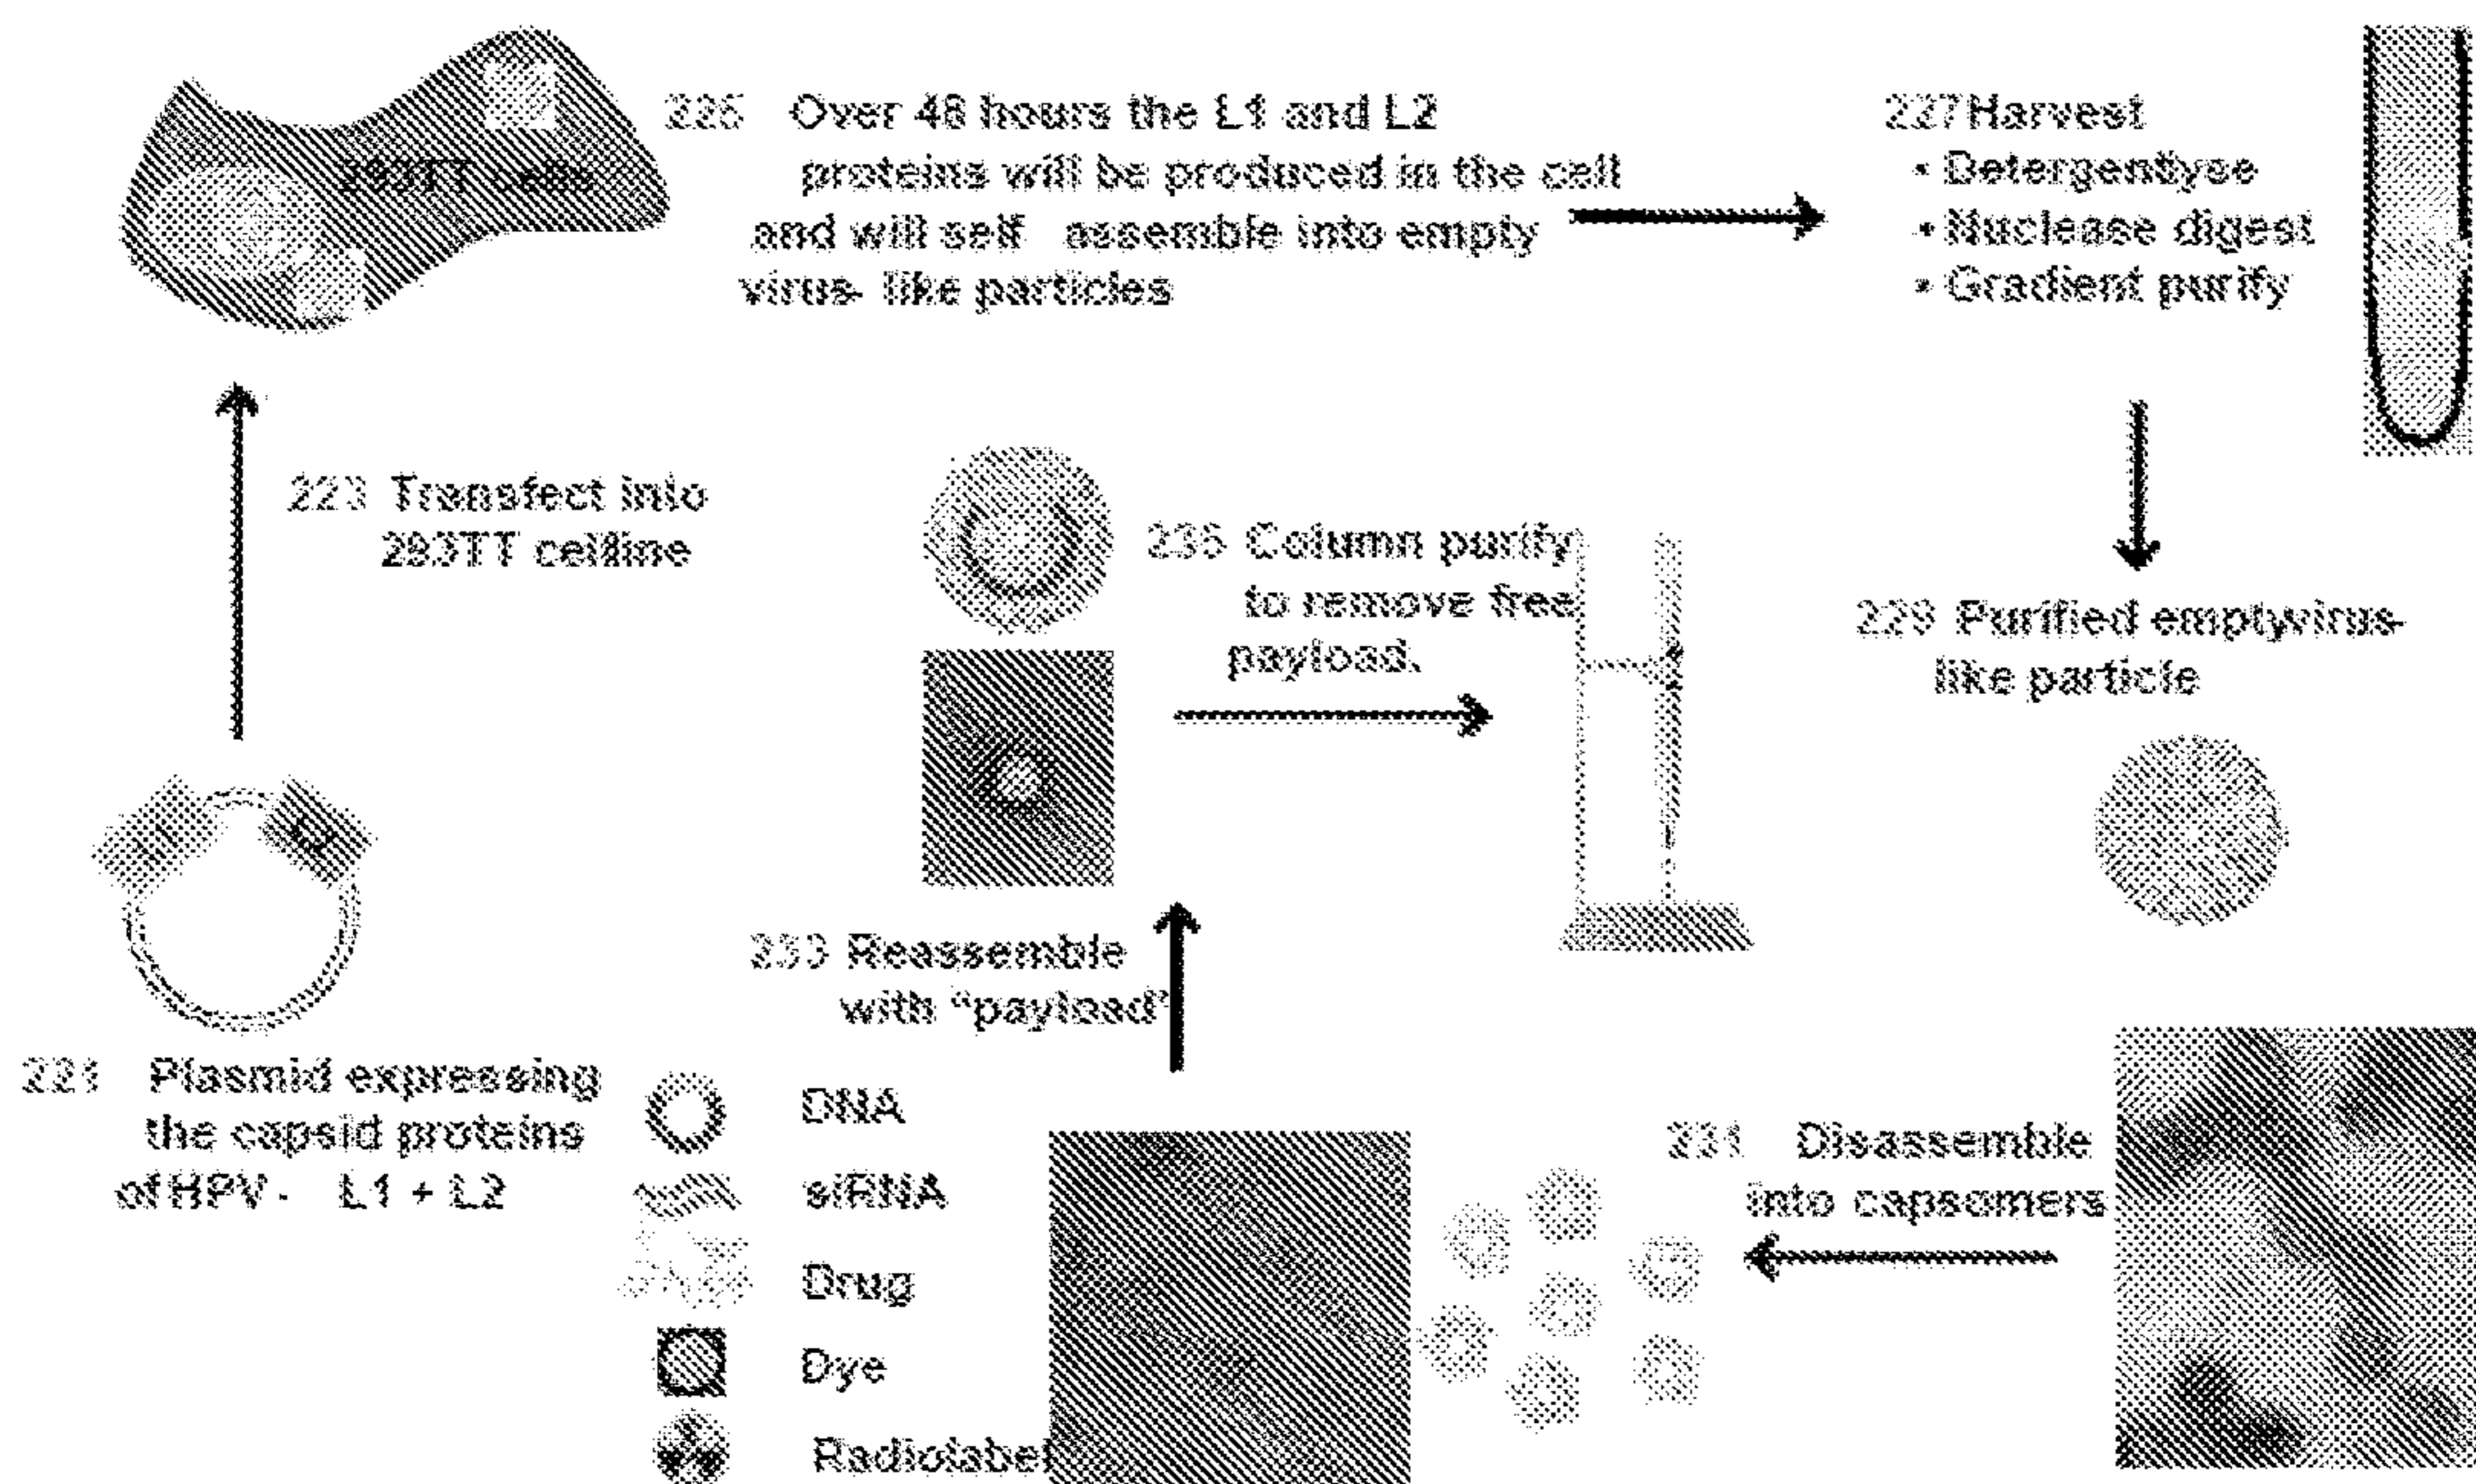 293TT cells
225 Over 48 hours the L1 and L2
proteins will be produced in the cell
and will self assemble into empty
virus- like particles
227Harvest
• Detergentlyse
• Nuclease digest
• Gradient purify
223 Transfect into
293TT cellline
235 Column purify
to remove free
payload.
229 Purified emptyvirus-
like particle
233 Reassemble
with "payload"
221 Plasmid expressing
the capsid proteins
of HPV - L1 + L2
DNA
siRNA
Drug
Dye
Radiolabel
231 Disassemble
into capsomers